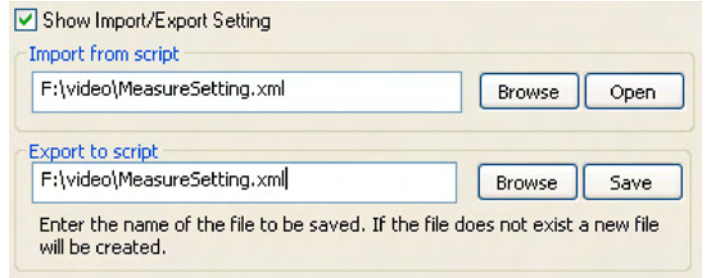 Show Import/Export Setting
Import from script
F:\video\MeasureSetting.xml Browse Open
Export to script
F:\video\MeasureSetting.xml Browse Save
Enter the name of the file to be saved. If the file does not exist a new file
will be created.